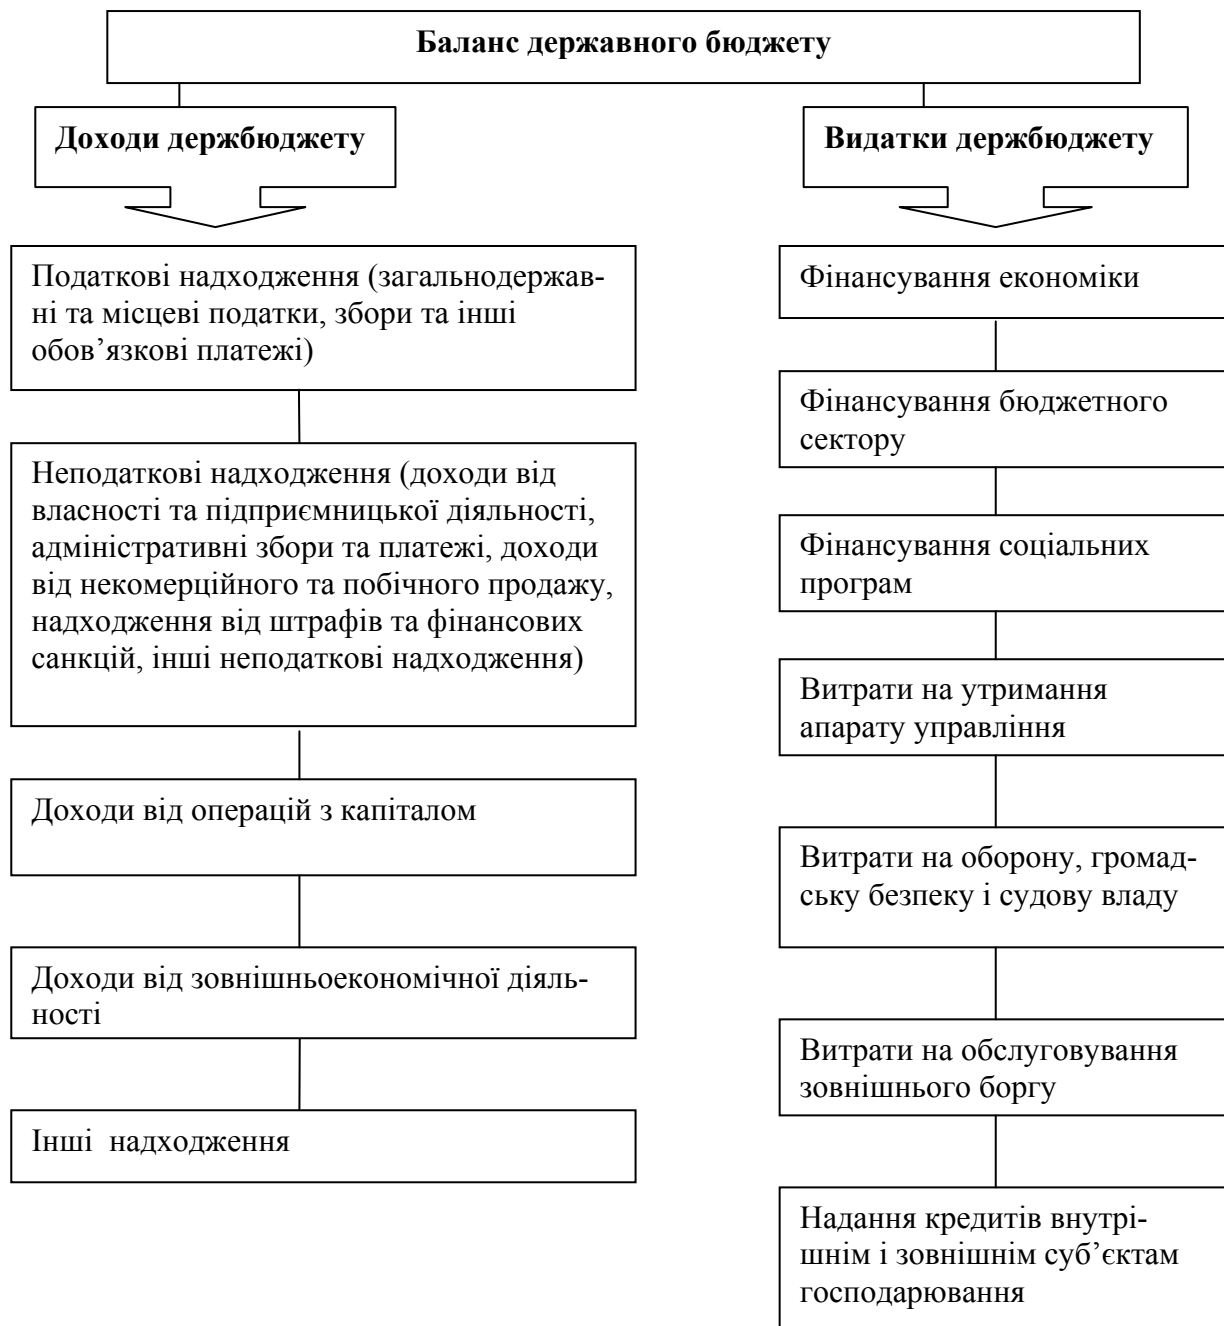 Баланс державного бюджету
Доходи держбюджету
Податкові надходження (загальнодержав-
ні та місцеві податки, збори та інші
обов’язкові платежі)
Неподаткові надходження (доходи від
власності та підприємницької діяльності,
адміністративні збори та платежі, доходи
від некомерційного та побічного продажу,
надходження від штрафів та фінансових
санкцій, інші неподаткові надходження)
Доходи від операцій з капіталом
Доходи від зовнішньоекономічної діяль-
ності
Інші  надходження
Видатки держбюджету
Фінансування економіки
Фінансування бюджетного
сектору
Фінансування соціальних
програм
Витрати на утримання
апарату управління
Витрати на оборону, громад-
ську безпеку і судову владу
Витрати на обслуговування
зовнішнього боргу
Надання кредитів внутрі-
шнім і зовнішнім суб’єктам
господарювання